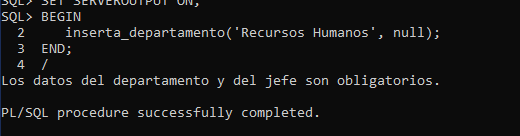 SQL> SET SERVEROUTPUT ON;
SQL> BEGIN
  2    inserta_departamento('Recursos Humanos', null);
  3  END;
  4  /
Los datos del departamento y del jefe son obligatorios.
PL/SQL procedure successfully completed.